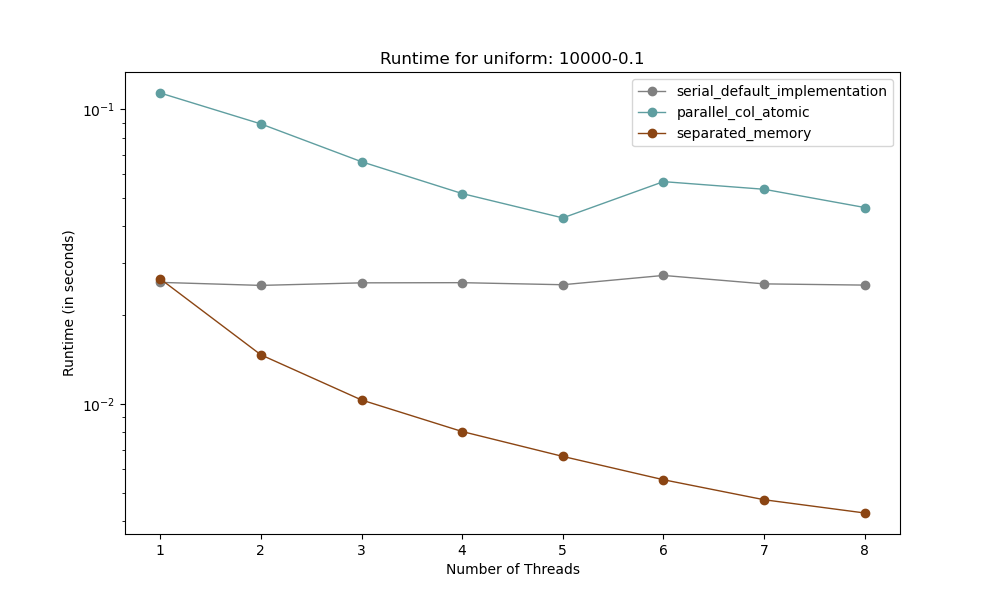 Runtime for uniform: 10000-0.1
serial_default_implementation
parallel_col_atomic
separated_memory
Runtime (in seconds)
10⁻¹
10⁻²
1 2 3 4 5 6 7 8
Number of Threads